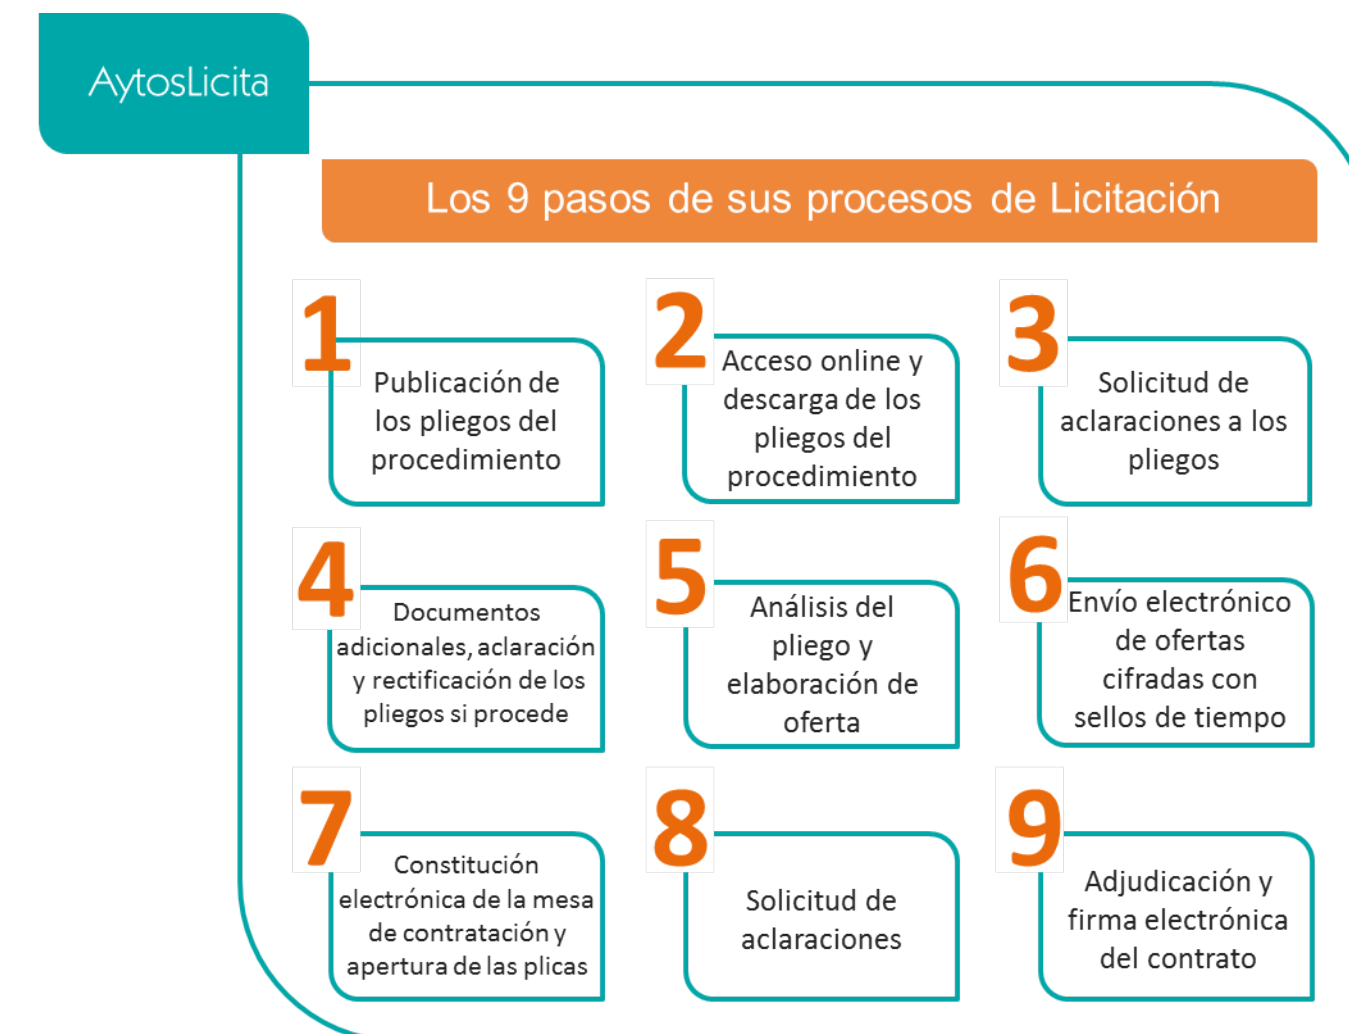 AytosLicita
Los 9 pasos de sus procesos de Licitación
1
Publicación de
los pliegos del
procedimiento
2
Acceso online y
descarga de los
pliegos del
procedimiento
3
Solicitud de
aclaraciones a los
pliegos
4
Documentos
adicionales, aclaración
y rectificación de los
pliegos si procede
5
Análisis del
pliego y
elaboración de
oferta
6
Envío electrónico
de ofertas
cifradas con
sellos de tiempo
7
Constitución
electrónica de la mesa
de contratación y
apertura de las plicas
8
Solicitud de
aclaraciones
9
Adjudicación y
firma electrónica
del contrato